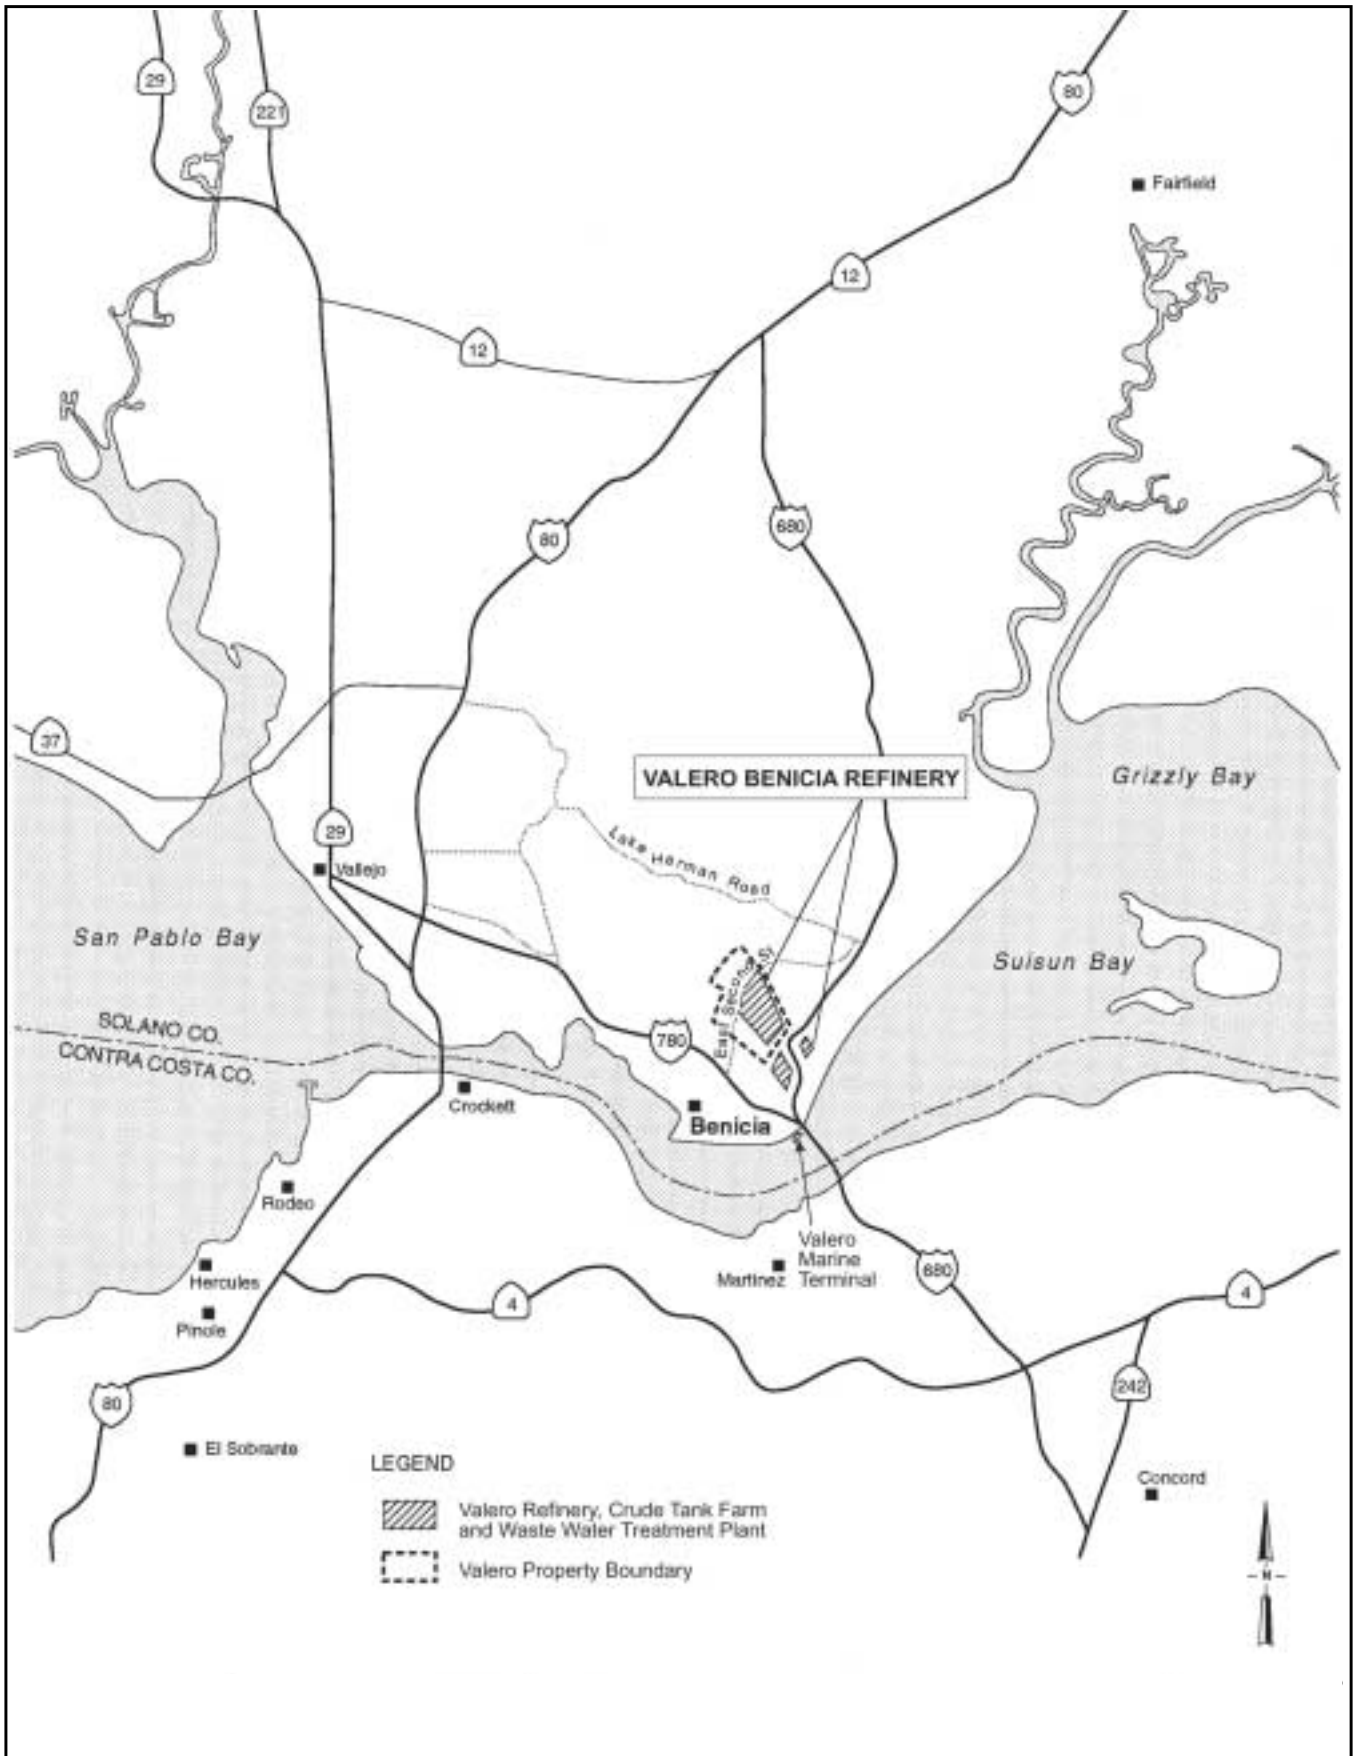 29
221
80
Fairfield
12
12
80
680
37
VALERO BENICIA REFINERY
Grizzly Bay
29
Vallejo
Lake Herman Road
San Pablo Bay
Suisun Bay
East Second St
SOLANO CO.
CONTRA COSTA CO.
780
Crockett
Benicia
Rodeo
Valero
Marine
Terminal
Martinez
Hercules
680
4
4
Pinole
242
80
El Sobrante
LEGEND
Concord
Valero Refinery, Crude Tank Farm
and Waste Water Treatment Plant
Valero Property Boundary
N